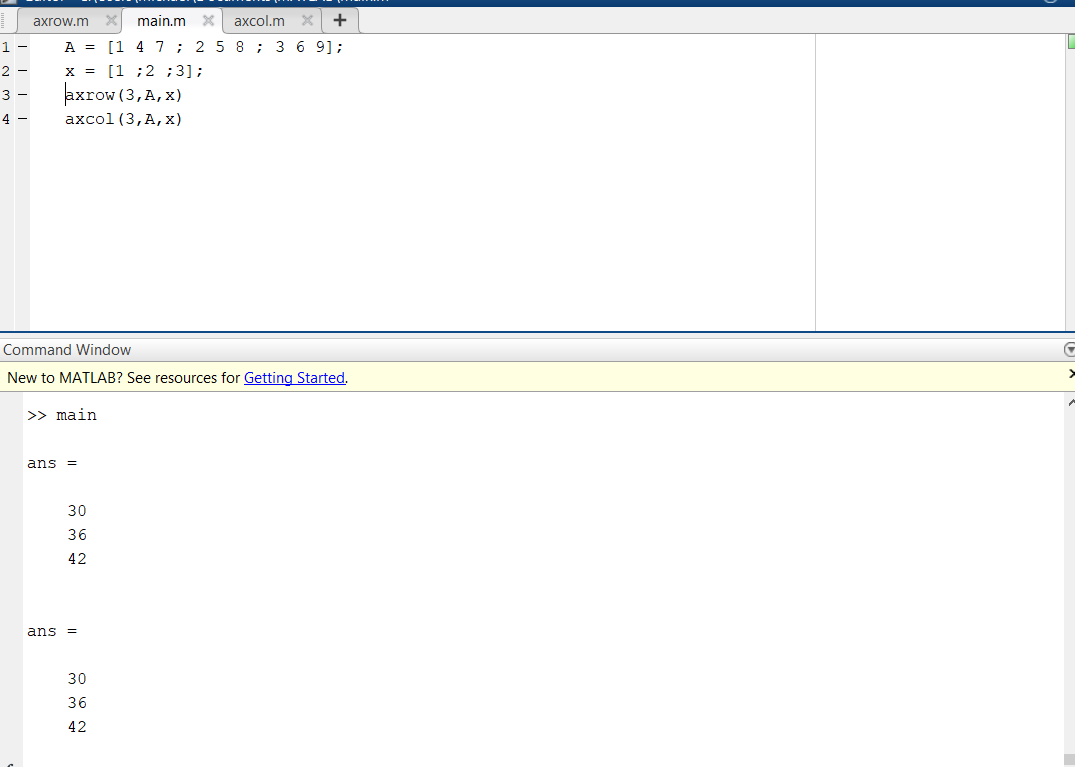 axrow.m main.m axcol.m +
1 — A = [1 4 7 ; 2 5 8 ; 3 6 9];
2 — x = [1 ;2 ;3];
3 — axrow(3,A,x)
4 — axcol(3,A,x)
Command Window
New to MATLAB? See resources for Getting Started.
>> main
ans =
30
36
42
ans =
30
36
42